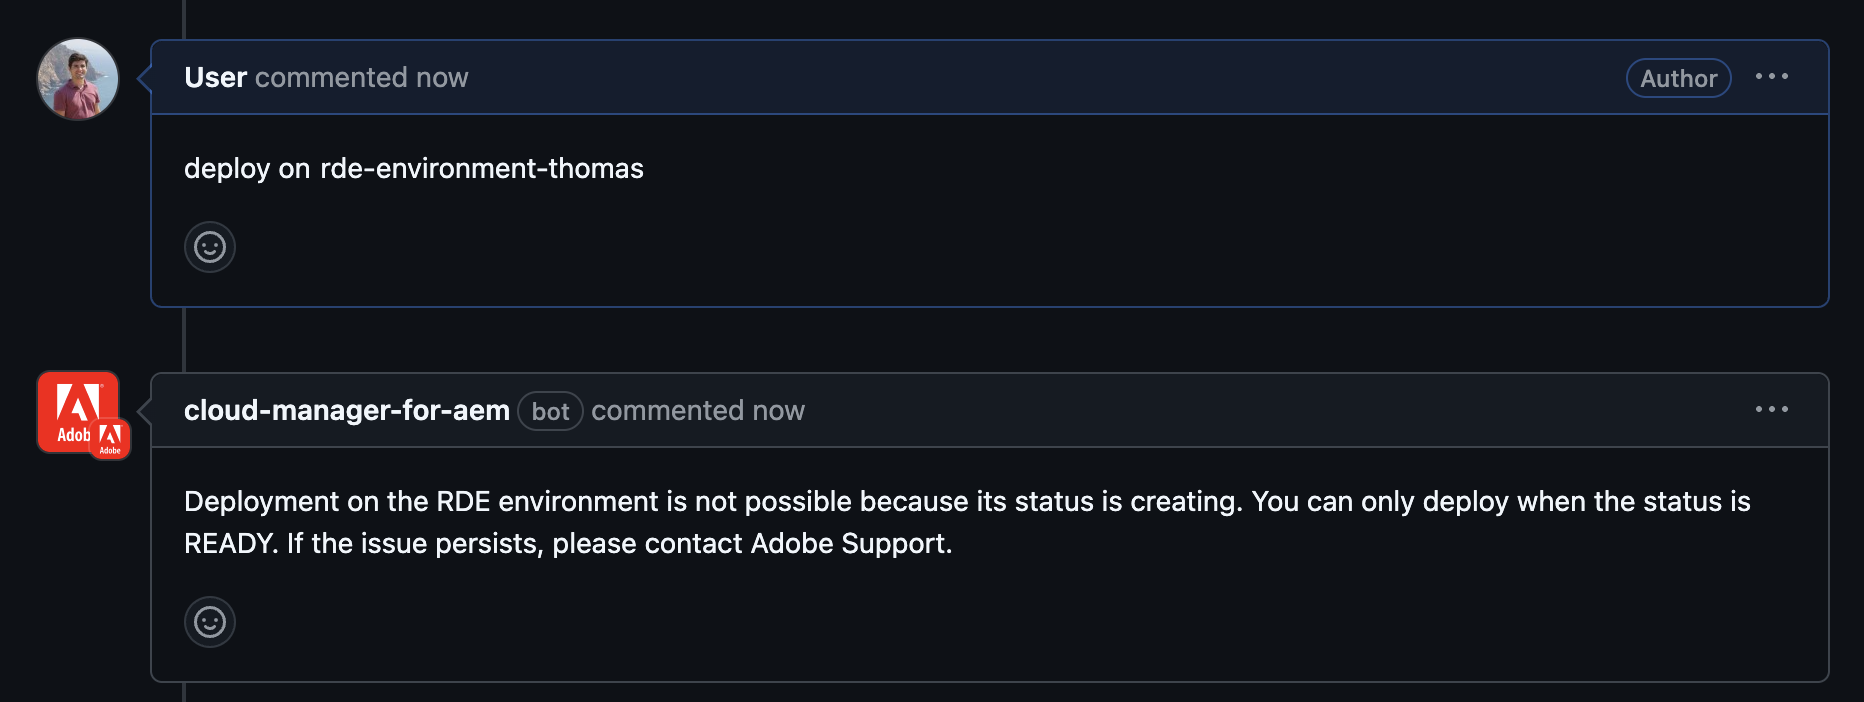 User commented now Author
deploy on rde-environment-thomas
Adobe
cloud-manager-for-aem bot commented now
Deployment on the RDE environment is not possible because its status is creating. You can only deploy when the status is
READY. If the issue persists, please contact Adobe Support.